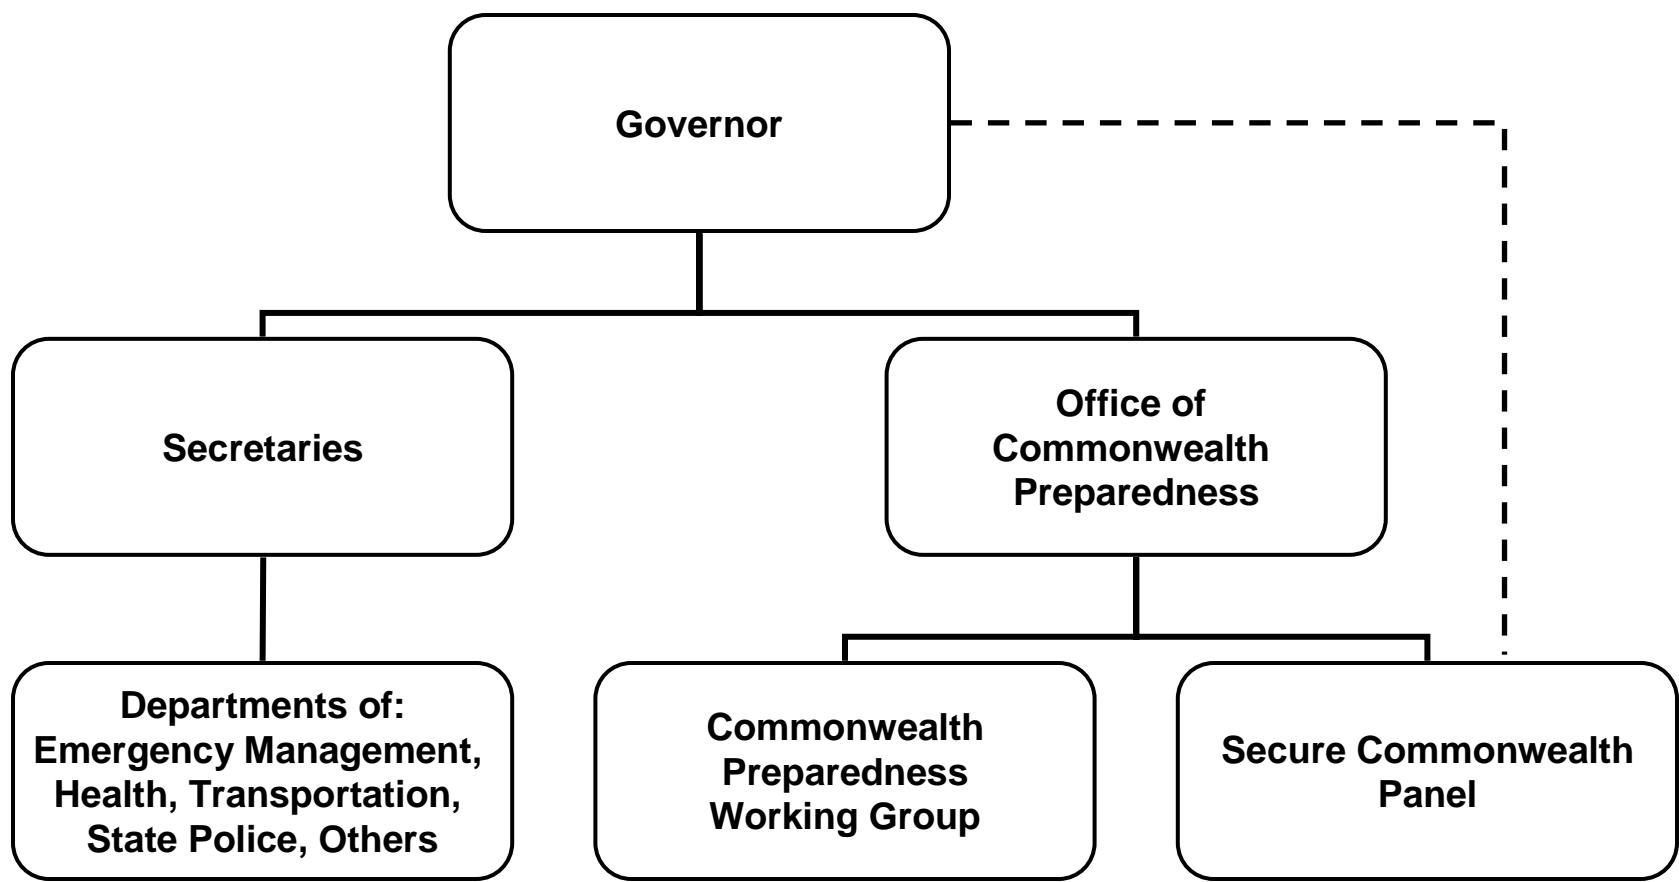 Governor
Secretaries
Office of
Commonwealth
Preparedness
Departments of:
Emergency Management,
Health, Transportation,
State Police, Others
Commonwealth
Preparedness
Working Group
Secure Commonwealth
Panel